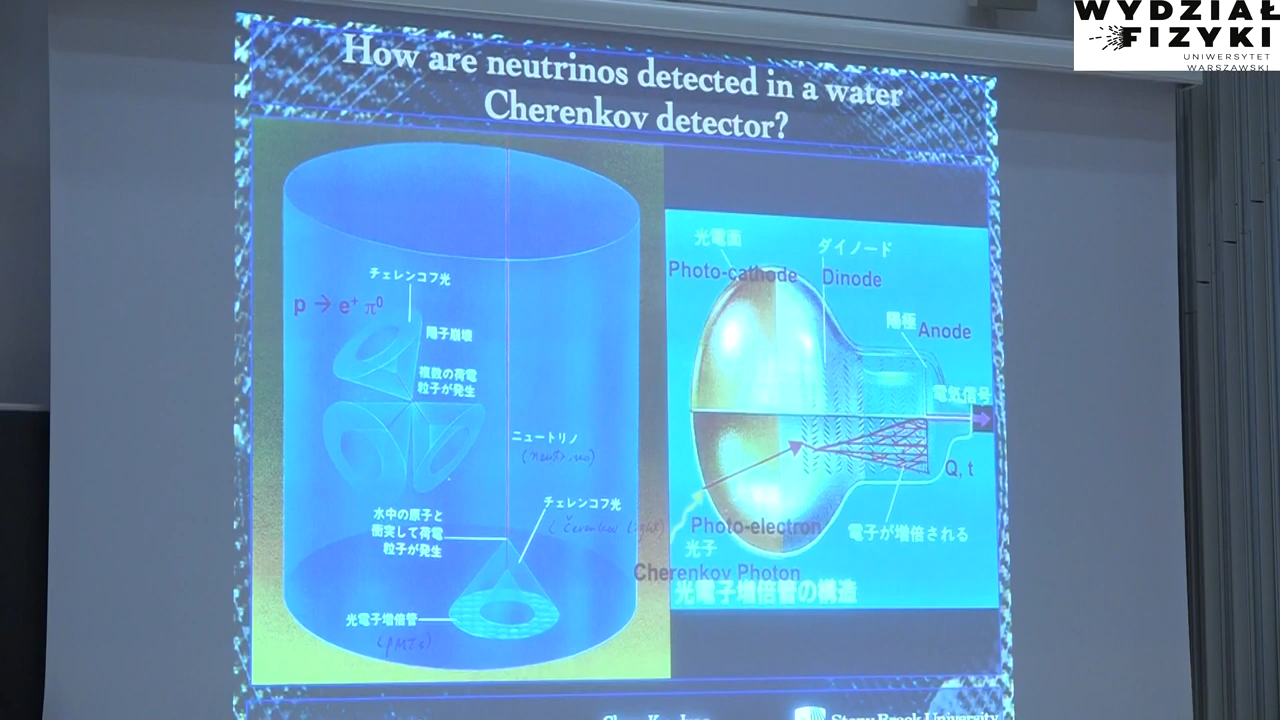 WYDZIAŁ
FIZYKI
UNIWERSYTET
WARSZAWSKI
How are neutrinos detected in a water
Cherenkov detector?
チェレンコフ光
p → e⁺ π⁰
陽子崩壊
複数の荷電
粒子が発生
ニュートリノ
チェレンコフ光
水中の原子と
衝突して荷電
粒子が発生
光電子増倍管
(PMTs)
光電面
Photo-cathode
ダイノード
Dinode
陽極
Anode
電気信号
Q, t
Photo-electron
光子
Cherenkov Photon
電子が増倍される
光電子増倍管の構造
Stony Brook University